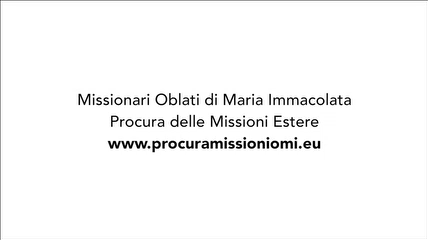 Missionari Oblati di Maria Immacolata
Procura delle Missioni Estere
www.procuramissioniomi.eu